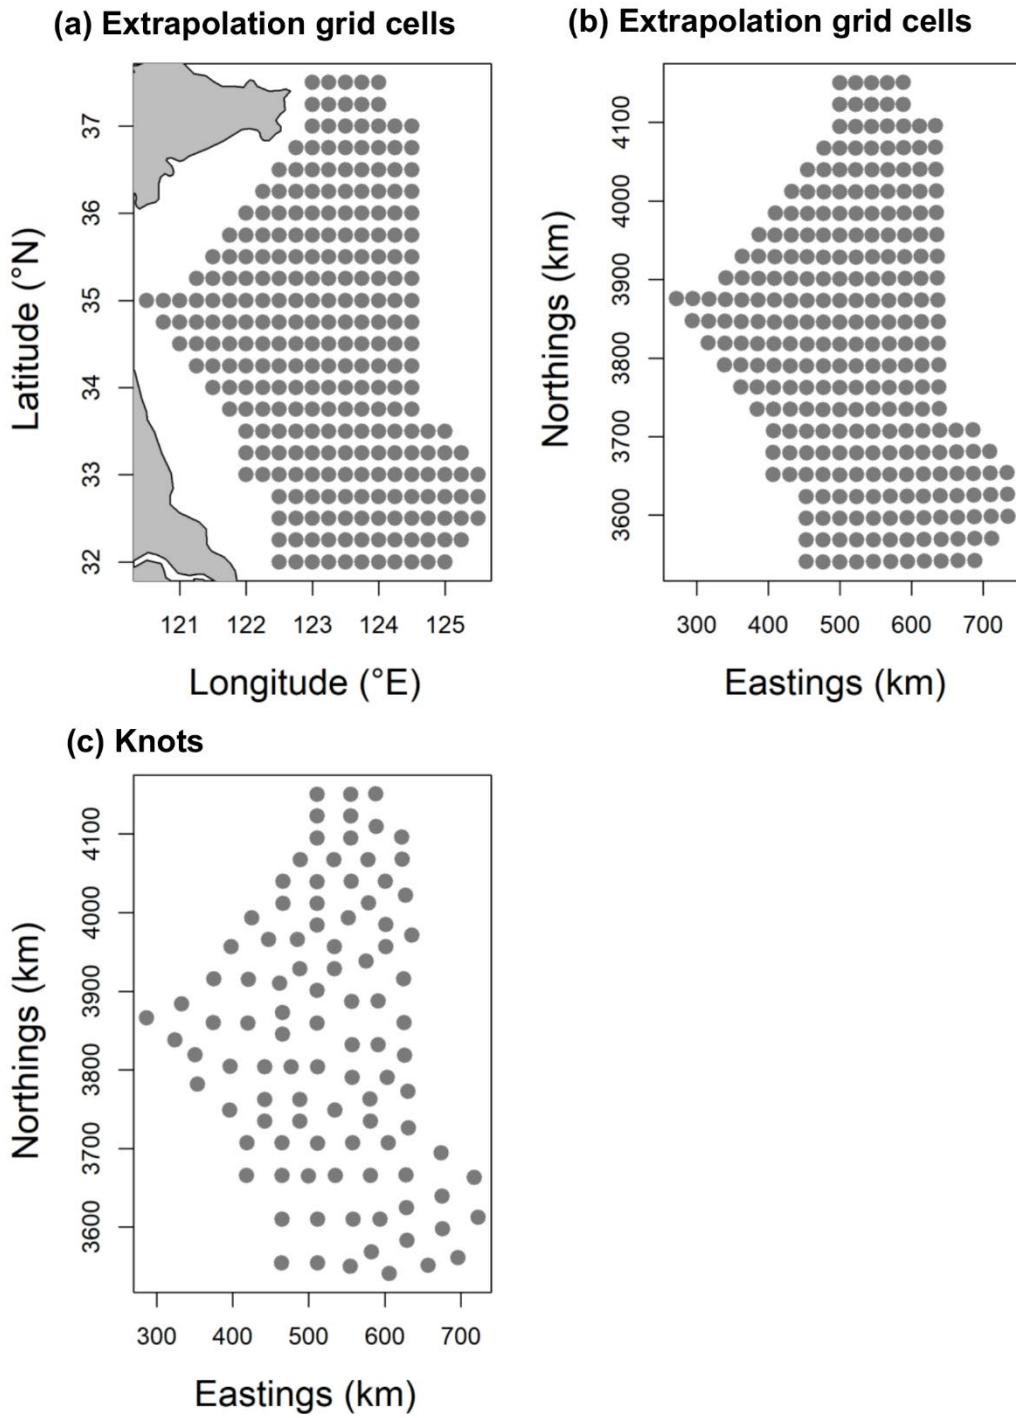 (a) Extrapolation grid cells
(b) Extrapolation grid cells
Latitude (°N)
37
36
35
34
33
32
121 122 123 124 125
Longitude (°E)
Northings (km)
4100
4000
3900
3800
3700
3600
300 400 500 600 700
Eastings (km)
(c) Knots
Northings (km)
4100
4000
3900
3800
3700
3600
300 400 500 600 700
Eastings (km)